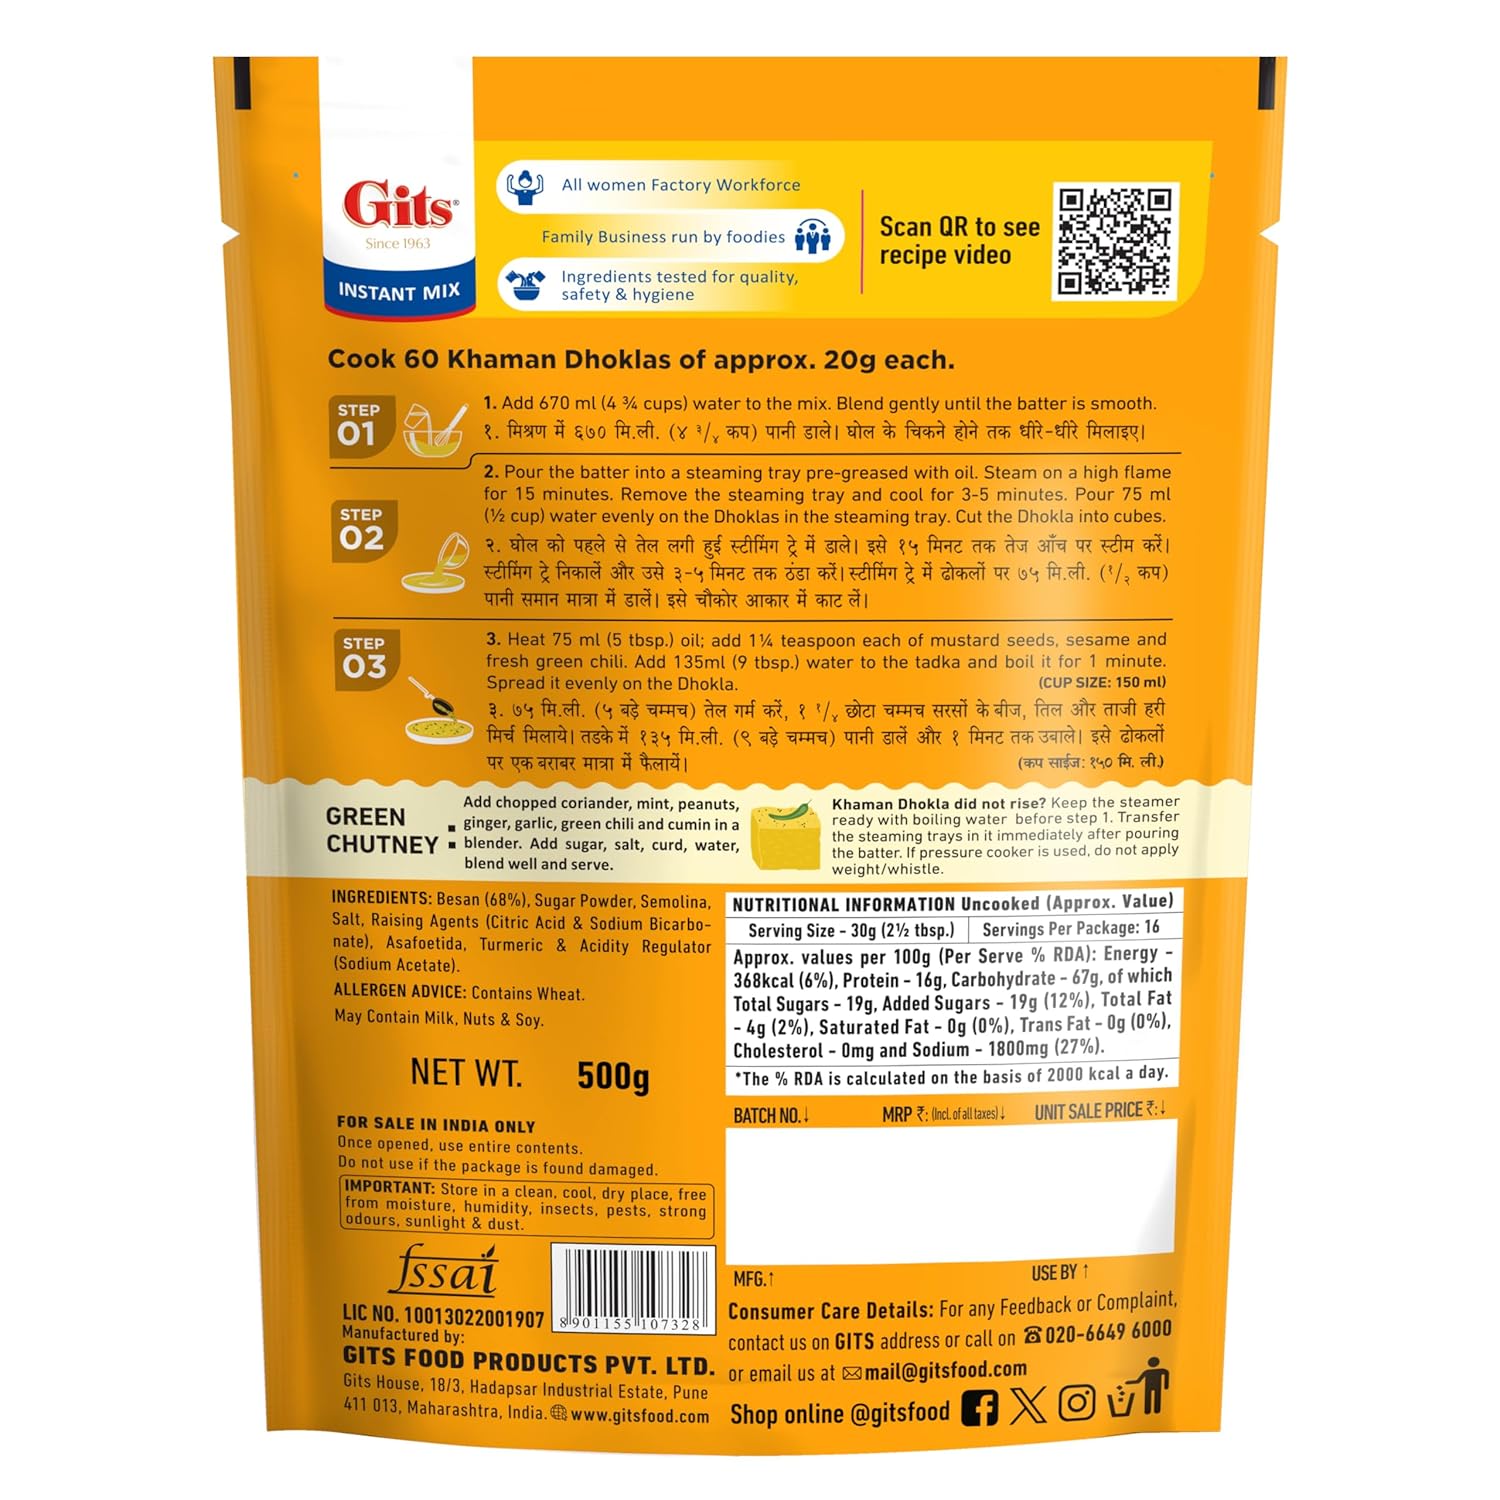 Gits®
Since 1963
INSTANT MIX
All women Factory Workforce
Family Business run by foodies
Ingredients tested for quality,
safety & hygiene
Scan QR to see
recipe video
Cook 60 Khaman Dhoklas of approx. 20g each.
STEP
01
1. Add 670 ml (4 ¾ cups) water to the mix. Blend gently until the batter is smooth.
१. मिश्रण में ६७० मि.ली. (४ ³/₄ कप) पानी डाले। घोल के चिकने होने तक धीरे-धीरे मिलाइए।
STEP
02
2. Pour the batter into a steaming tray pre-greased with oil. Steam on a high flame
for 15 minutes. Remove the steaming tray and cool for 3-5 minutes. Pour 75 ml
(½ cup) water evenly on the Dhoklas in the steaming tray. Cut the Dhokla into cubes.
२. घोल को पहले से तेल लगी हुई स्टीमिंग ट्रे में डाले। इसे १५ मिनट तक तेज आँच पर स्टीम करें।
स्टीमिंग ट्रे निकालें और उसे ३-५ मिनट तक ठंडा करें। स्टीमिंग ट्रे में ढोकलों पर ७५ मि.ली. (१/२ कप)
पानी समान मात्रा में डालें। इसे चौकोर आकार में काट लें।
STEP
03
3. Heat 75 ml (5 tbsp.) oil; add 1¼ teaspoon each of mustard seeds, sesame and
fresh green chili. Add 135ml (9 tbsp.) water to the tadka and boil it for 1 minute.
Spread it evenly on the Dhokla. (CUP SIZE: 150 ml)
३. ७५ मि.ली. (५ बड़े चम्मच) तेल गर्म करें, १ १/४ छोटा चम्मच सरसों के बीज, तिल और ताजी हरी
मिर्च मिलाये। तडके में १३५ मि.ली. (९ बड़े चम्मच) पानी डालें और १ मिनट तक उबाले। इसे ढोकलों
पर एक बराबर मात्रा में फैलायें। (कप साईज: १५० मि. ली.)
GREEN
CHUTNEY :
Add chopped coriander, mint, peanuts,
ginger, garlic, green chili and cumin in a
blender. Add sugar, salt, curd, water,
blend well and serve.
Khaman Dhokla did not rise? Keep the steamer
ready with boiling water before step 1. Transfer
the steaming trays in it immediately after pouring
the batter. If pressure cooker is used, do not apply
weight/whistle.
INGREDIENTS: Besan (68%), Sugar Powder, Semolina,
Salt, Raising Agents (Citric Acid & Sodium Bicarbo-
nate), Asafoetida, Turmeric & Acidity Regulator
(Sodium Acetate).
ALLERGEN ADVICE: Contains Wheat.
May Contain Milk, Nuts & Soy.
NET WT. 500g
NUTRITIONAL INFORMATION Uncooked (Approx. Value)
Serving Size - 30g (2½ tbsp.) Servings Per Package: 16
Approx. values per 100g (Per Serve % RDA): Energy -
368kcal (6%), Protein - 16g, Carbohydrate - 67g, of which
Total Sugars - 19g, Added Sugars - 19g (12%), Total Fat
- 4g (2%), Saturated Fat - 0g (0%), Trans Fat - 0g (0%),
Cholesterol - 0mg and Sodium - 1800mg (27%).
*The % RDA is calculated on the basis of 2000 kcal a day.
BATCH NO.↓ MRP ₹: (Incl. of all taxes)↓ UNIT SALE PRICE ₹:↓
MFG.↑ USE BY ↑
FOR SALE IN INDIA ONLY
Once opened, use entire contents.
Do not use if the package is found damaged.
IMPORTANT: Store in a clean, cool, dry place, free
from moisture, humidity, insects, pests, strong
odours, sunlight & dust.
fssai
LIC NO. 10013022001907
8 901155 107328
Manufactured by:
GITS FOOD PRODUCTS PVT. LTD.
Gits House, 18/3, Hadapsar Industrial Estate, Pune
411 013, Maharashtra, India. www.gitsfood.com
Consumer Care Details: For any Feedback or Complaint,
contact us on GITS address or call on ☎020-6649 6000
or email us at ✉mail@gitsfood.com
Shop online @gitsfood